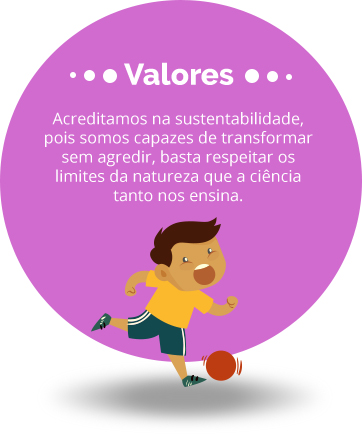 Valores
Acreditamos na sustentabilidade,
pois somos capazes de transformar
sem agredir, basta respeitar os
limites da natureza que a ciência
tanto nos ensina.